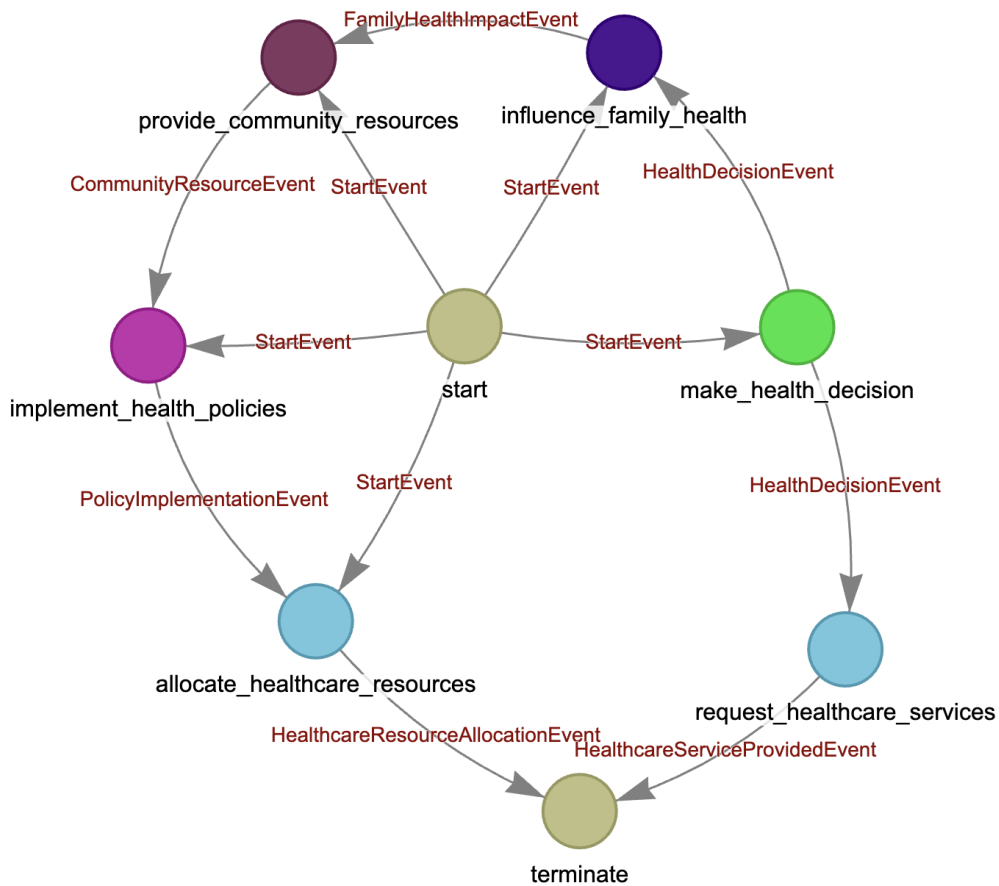 FamilyHealthImpactEvent
influence_family_health
provide_community_resources
HealthDecisionEvent
CommunityResourceEvent
StartEvent
StartEvent
StartEvent
StartEvent
start
make_health_decision
implement_health_policies
StartEvent
HealthDecisionEvent
PolicyImplementationEvent
allocate_healthcare_resources
request_healthcare_services
HealthcareResourceAllocationEvent
HealthcareServiceProvidedEvent
terminate